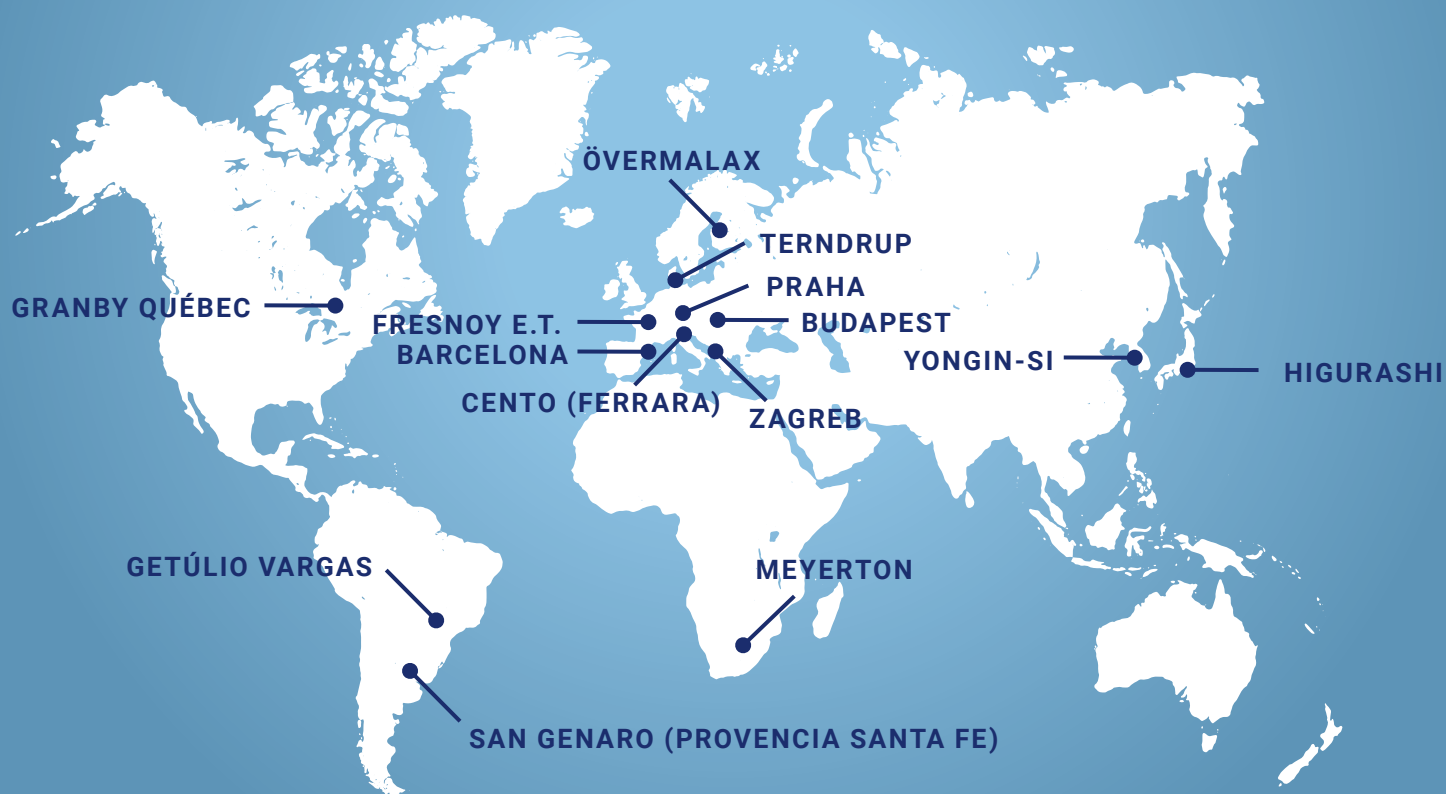 ÖVERMALAX
TERNDRUP
PRAHA
GRANBY QUÉBEC
FRESNOY E.T.
BUDAPEST
BARCELONA
YONGIN-SI
HIGURASHI
CENTO (FERRARA)
ZAGREB
GETÚLIO VARGAS
MEYERTON
SAN GENARO (PROVENCIA SANTA FE)